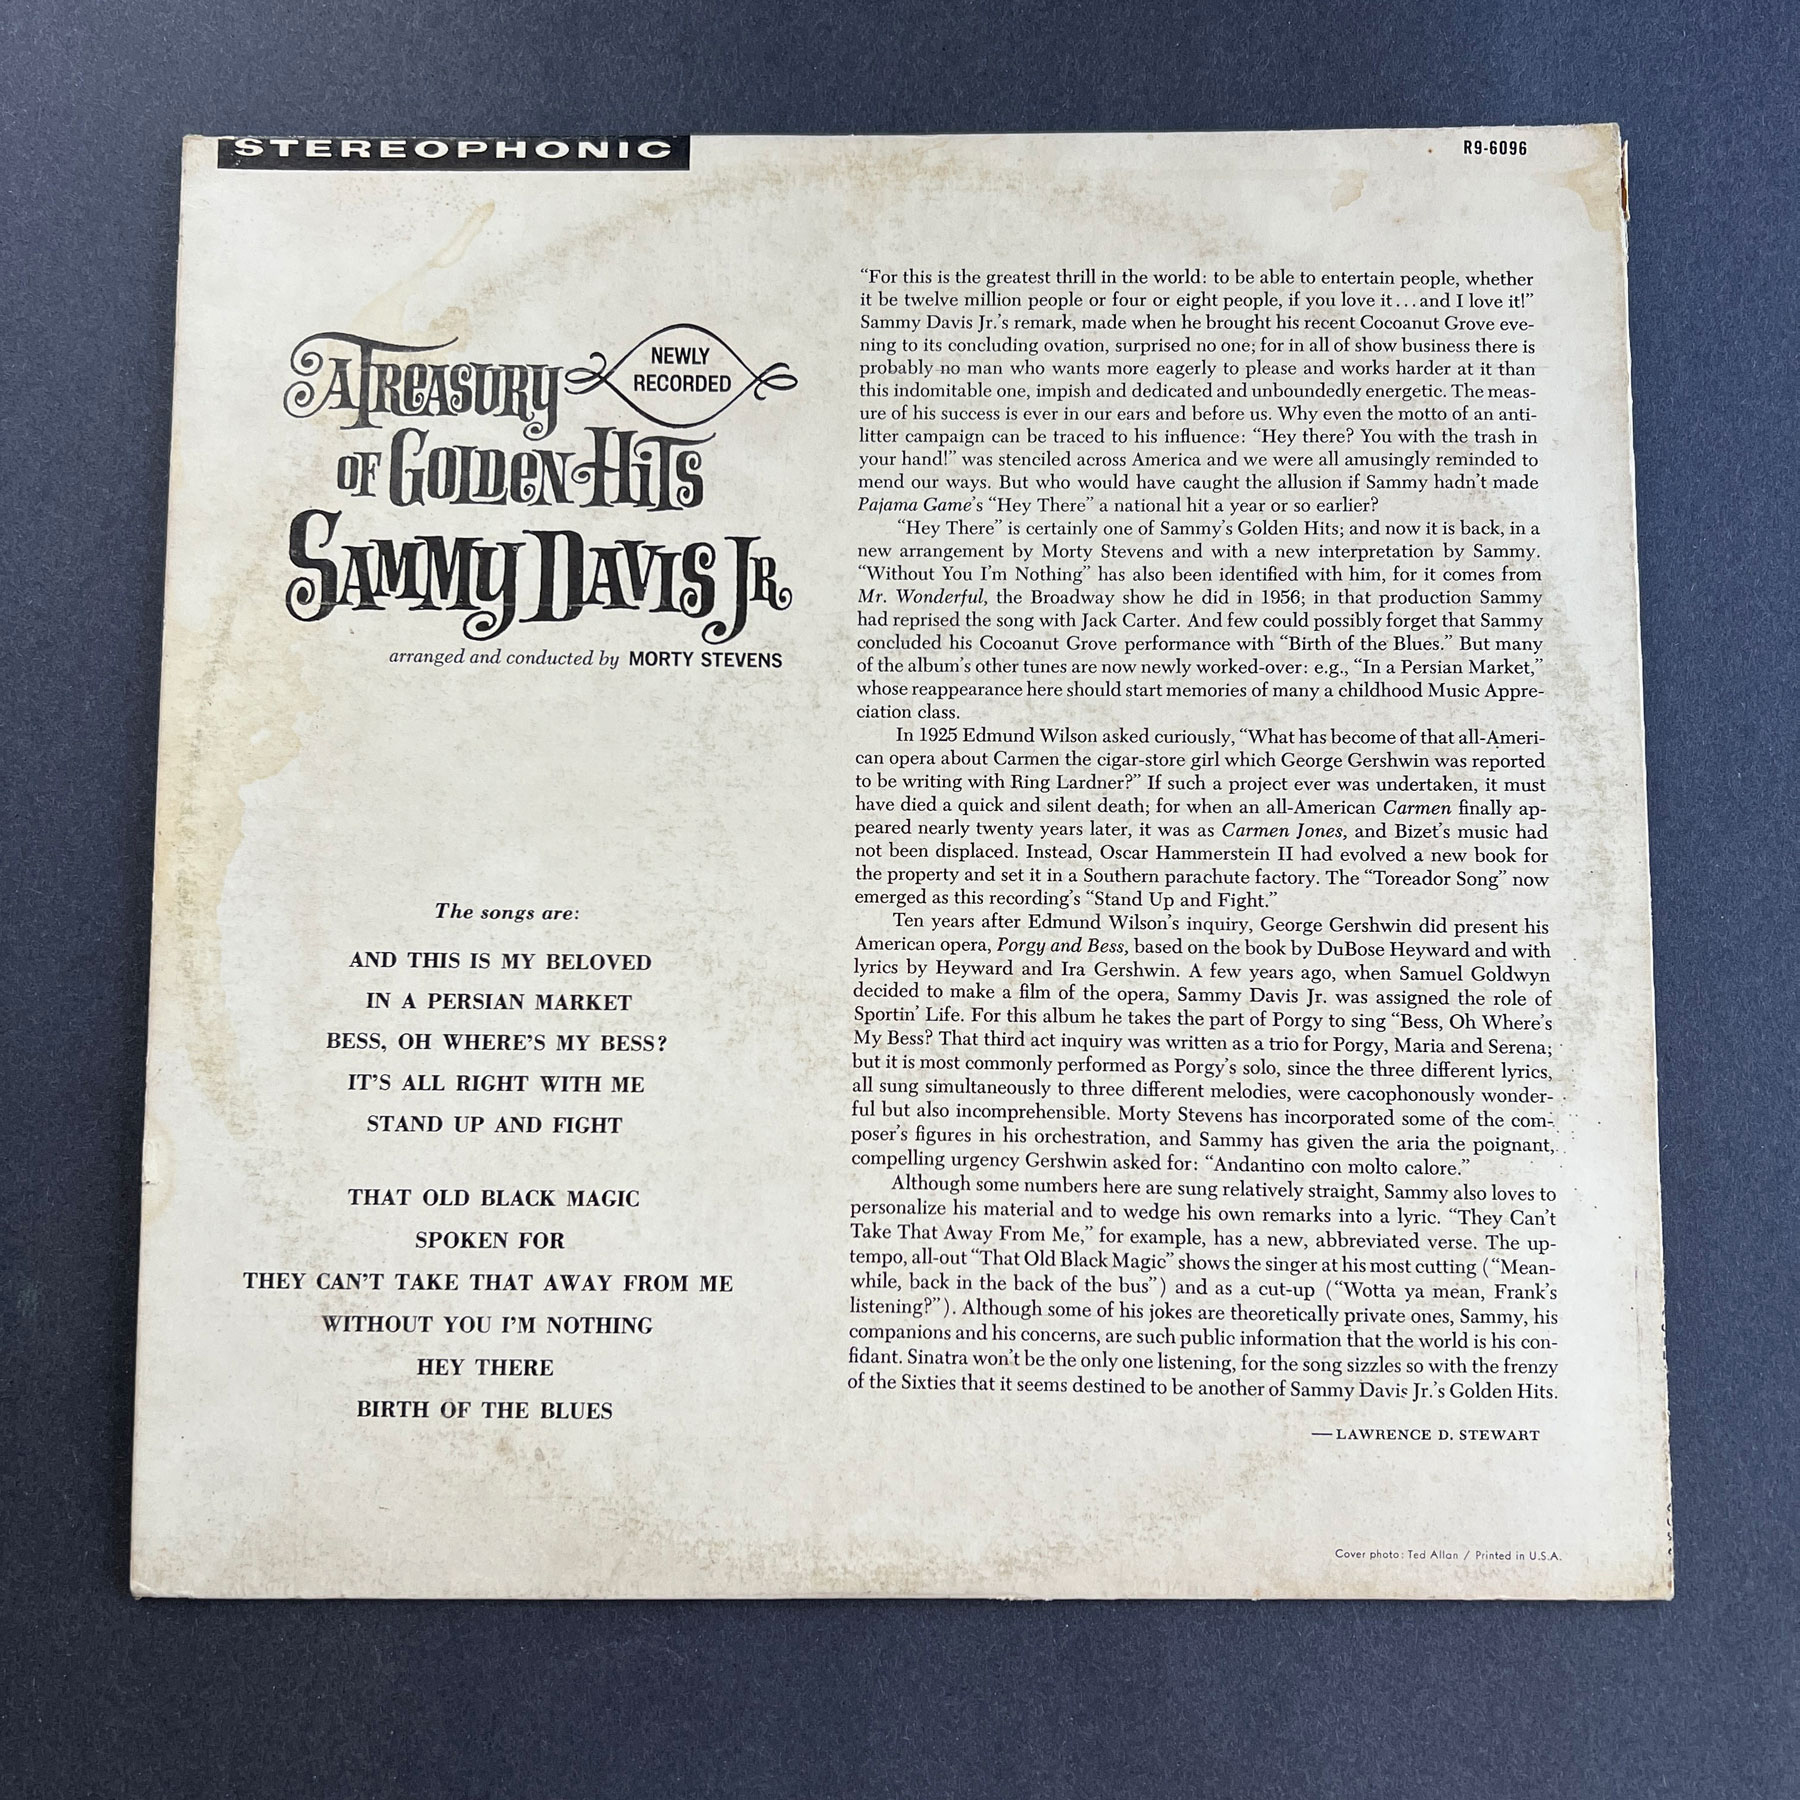 STEREOPHONIC
R9-6096
A TREASURY
NEWLY
RECORDED
OF GOLDEN HITS
SAMMY DAVIS JR
arranged and conducted by MORTY STEVENS
The songs are:
AND THIS IS MY BELOVED
IN A PERSIAN MARKET
BESS, OH WHERE'S MY BESS?
IT'S ALL RIGHT WITH ME
STAND UP AND FIGHT
THAT OLD BLACK MAGIC
SPOKEN FOR
THEY CAN'T TAKE THAT AWAY FROM ME
WITHOUT YOU I'M NOTHING
HEY THERE
BIRTH OF THE BLUES
“For this is the greatest thrill in the world: to be able to entertain people, whether
it be twelve million people or four or eight people, if you love it...and I love it!”
Sammy Davis Jr.'s remark, made when he brought his recent Cocoanut Grove eve-
ning to its concluding ovation, surprised no one; for in all of show business there is
probably no man who wants more eagerly to please and works harder at it than
this indomitable one, impish and dedicated and unboundedly energetic. The meas-
ure of his success is ever in our ears and before us. Why even the motto of an anti-
litter campaign can be traced to his influence: “Hey there? You with the trash in
your hand!” was stenciled across America and we were all amusingly reminded to
mend our ways. But who would have caught the allusion if Sammy hadn't made
Pajama Game's “Hey There” a national hit a year or so earlier?
“Hey There” is certainly one of Sammy's Golden Hits; and now it is back, in a
new arrangement by Morty Stevens and with a new interpretation by Sammy.
“Without You I'm Nothing” has also been identified with him, for it comes from
Mr. Wonderful, the Broadway show he did in 1956; in that production Sammy
had reprised the song with Jack Carter. And few could possibly forget that Sammy
concluded his Cocoanut Grove performance with “Birth of the Blues.” But many
of the album's other tunes are now newly worked-over: e.g., “In a Persian Market,”
whose reappearance here should start memories of many a childhood Music Appre-
ciation class.
In 1925 Edmund Wilson asked curiously, “What has become of that all-Ameri-
can opera about Carmen the cigar-store girl which George Gershwin was reported
to be writing with Ring Lardner?” If such a project ever was undertaken, it must
have died a quick and silent death; for when an all-American Carmen finally ap-
peared nearly twenty years later, it was as Carmen Jones, and Bizet's music had
not been displaced. Instead, Oscar Hammerstein II had evolved a new book for
the property and set it in a Southern parachute factory. The “Toreador Song” now
emerged as this recording's “Stand Up and Fight.”
Ten years after Edmund Wilson's inquiry, George Gershwin did present his
American opera, Porgy and Bess, based on the book by DuBose Heyward and with
lyrics by Heyward and Ira Gershwin. A few years ago, when Samuel Goldwyn
decided to make a film of the opera, Sammy Davis Jr. was assigned the role of
Sportin' Life. For this album he takes the part of Porgy to sing “Bess, Oh Where's
My Bess? That third act inquiry was written as a trio for Porgy, Maria and Serena;
but it is most commonly performed as Porgy's solo, since the three different lyrics,
all sung simultaneously to three different melodies, were cacophonously wonder-
ful but also incomprehensible. Morty Stevens has incorporated some of the com-
poser's figures in his orchestration, and Sammy has given the aria the poignant,
compelling urgency Gershwin asked for: “Andantino con molto calore.”
Although some numbers here are sung relatively straight, Sammy also loves to
personalize his material and to wedge his own remarks into a lyric. “They Can't
Take That Away From Me,” for example, has a new, abbreviated verse. The up-
tempo, all-out “That Old Black Magic” shows the singer at his most cutting (“Mean-
while, back in the back of the bus”) and as a cut-up (“Wotta ya mean, Frank's
listening?”). Although some of his jokes are theoretically private ones, Sammy, his
companions and his concerns, are such public information that the world is his con-
fidant. Sinatra won't be the only one listening, for the song sizzles so with the frenzy
of the Sixties that it seems destined to be another of Sammy Davis Jr.'s Golden Hits.
—LAWRENCE D. STEWART
Cover photo: Ted Allan / Printed in U.S.A.